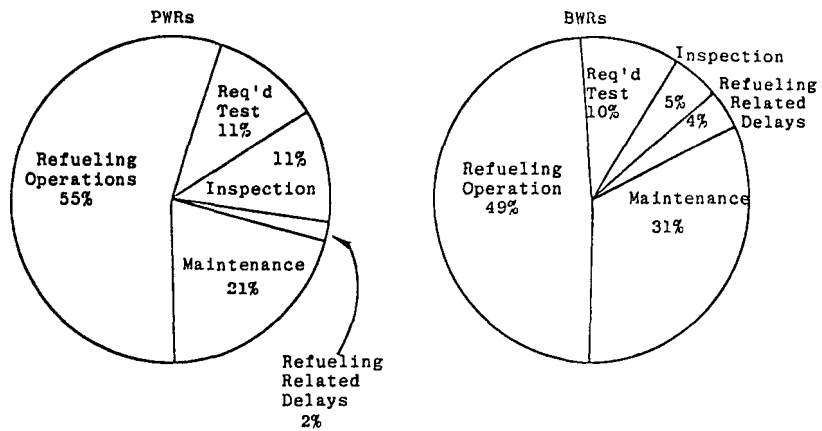 PWRs
Req'd
Test
11%
11%
Inspection
Refueling
Operations
55%
Maintenance
21%
Refueling
Related
Delays
2%
BWRs
Req'd
Test
10%
Inspection
5%
Refueling
Related
Delays
4%
Refueling
Operation
49%
Maintenance
31%